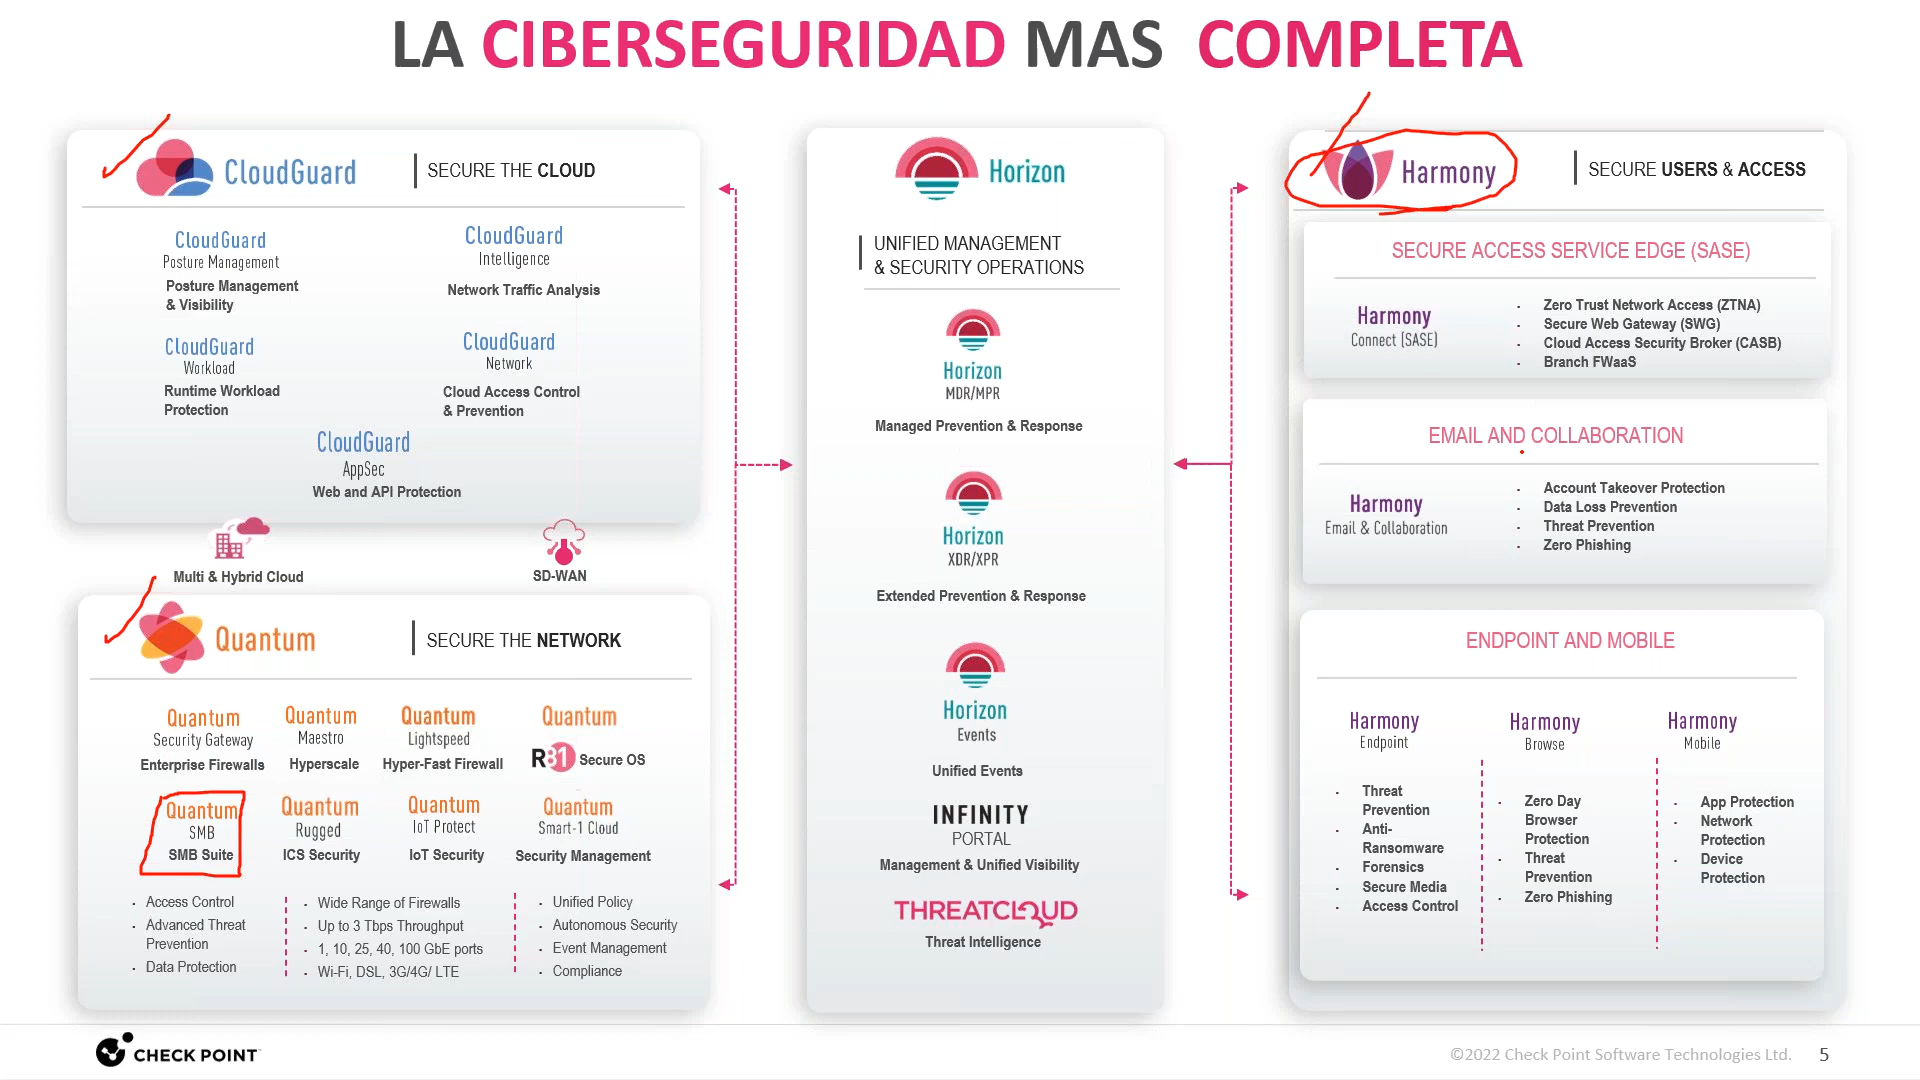 LA CIBERSEGURIDAD MAS COMPLETA
CloudGuard
SECURE THE CLOUD
CloudGuard
Posture Management
Posture Management
& Visibility
CloudGuard
Intelligence
Network Traffic Analysis
CloudGuard
Workload
Runtime Workload
Protection
CloudGuard
Network
Cloud Access Control
& Prevention
CloudGuard
AppSec
Web and API Protection
Multi & Hybrid Cloud
SD-WAN
Quantum
SECURE THE NETWORK
Quantum
Security Gateway
Enterprise Firewalls
Quantum
Maestro
Hyperscale
Quantum
Lightspeed
Hyper-Fast Firewall
Quantum
R81 Secure OS
Quantum
SMB
SMB Suite
Quantum
Rugged
ICS Security
Quantum
IoT Protect
IoT Security
Quantum
Smart-1 Cloud
Security Management
- Access Control
- Advanced Threat
Prevention
- Data Protection
- Wide Range of Firewalls
- Up to 3 Tbps Throughput
- 1, 10, 25, 40, 100 GbE ports
- Wi-Fi, DSL, 3G/4G/ LTE
- Unified Policy
- Autonomous Security
- Event Management
- Compliance
Horizon
UNIFIED MANAGEMENT
& SECURITY OPERATIONS
Horizon
MDR/MPR
Managed Prevention & Response
Horizon
XDR/XPR
Extended Prevention & Response
Horizon
Events
Unified Events
INFINITY
PORTAL
Management & Unified Visibility
THREATCLOUD
Threat Intelligence
Harmony
SECURE USERS & ACCESS
SECURE ACCESS SERVICE EDGE (SASE)
Harmony
Connect (SASE)
- Zero Trust Network Access (ZTNA)
- Secure Web Gateway (SWG)
- Cloud Access Security Broker (CASB)
- Branch FWaaS
EMAIL AND COLLABORATION
Harmony
Email & Collaboration
- Account Takeover Protection
- Data Loss Prevention
- Threat Prevention
- Zero Phishing
ENDPOINT AND MOBILE
Harmony
Endpoint
- Threat
Prevention
- Anti-
Ransomware
- Forensics
- Secure Media
- Access Control
Harmony
Browse
- Zero Day
Browser
Protection
- Threat
Prevention
- Zero Phishing
Harmony
Mobile
- App Protection
- Network
Protection
- Device
Protection
CHECK POINT
©2022 Check Point Software Technologies Ltd.
5